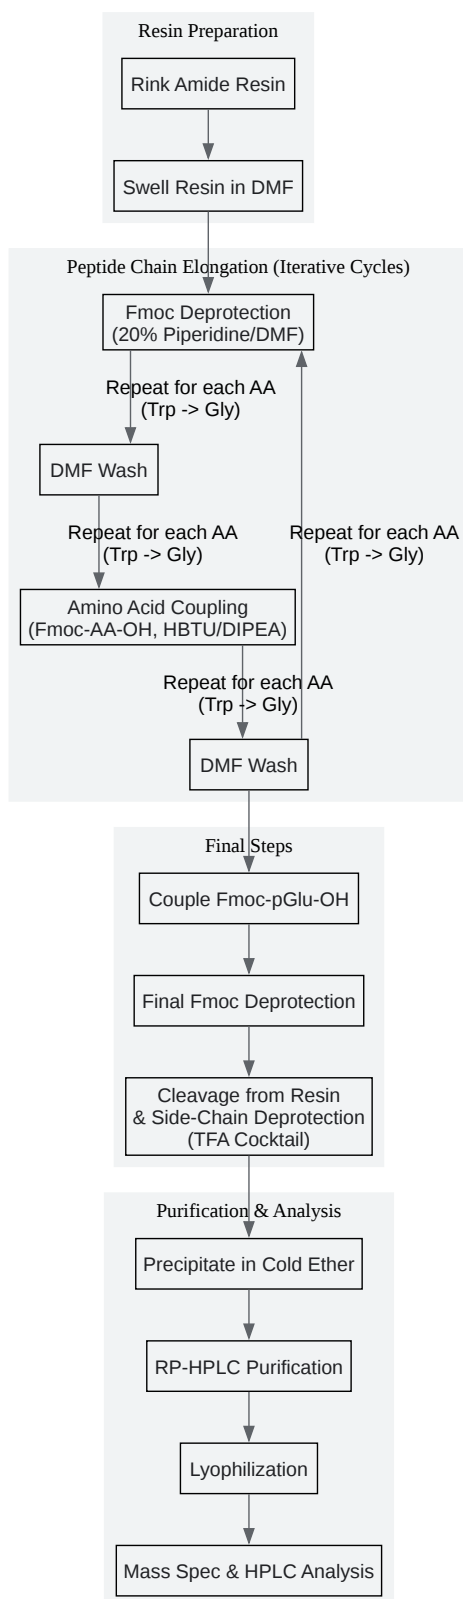 Resin Preparation
Rink Amide Resin
Swell Resin in DMF
Peptide Chain Elongation (Iterative Cycles)
Fmoc Deprotection
(20% Piperidine/DMF)
Repeat for each AA
(Trp -> Gly)
DMF Wash
Repeat for each AA
(Trp -> Gly)
Repeat for each AA
(Trp -> Gly)
Amino Acid Coupling
(Fmoc-AA-OH, HBTU/DIPEA)
Repeat for each AA
(Trp -> Gly)
DMF Wash
Final Steps
Couple Fmoc-pGlu-OH
Final Fmoc Deprotection
Cleavage from Resin
& Side-Chain Deprotection
(TFA Cocktail)
Purification & Analysis
Precipitate in Cold Ether
RP-HPLC Purification
Lyophilization
Mass Spec & HPLC Analysis